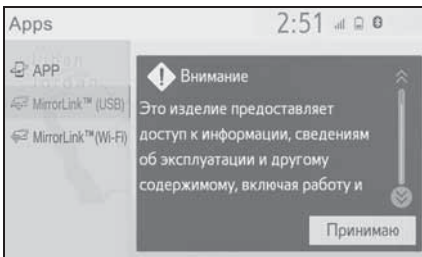 Apps 2:51
APP
MirrorLink™ (USB)
MirrorLink™(Wi-Fi)
Внимание
Это изделие предоставляет
доступ к информации, сведениям
об эксплуатации и другому
содержимому, включая работу и
Принимаю